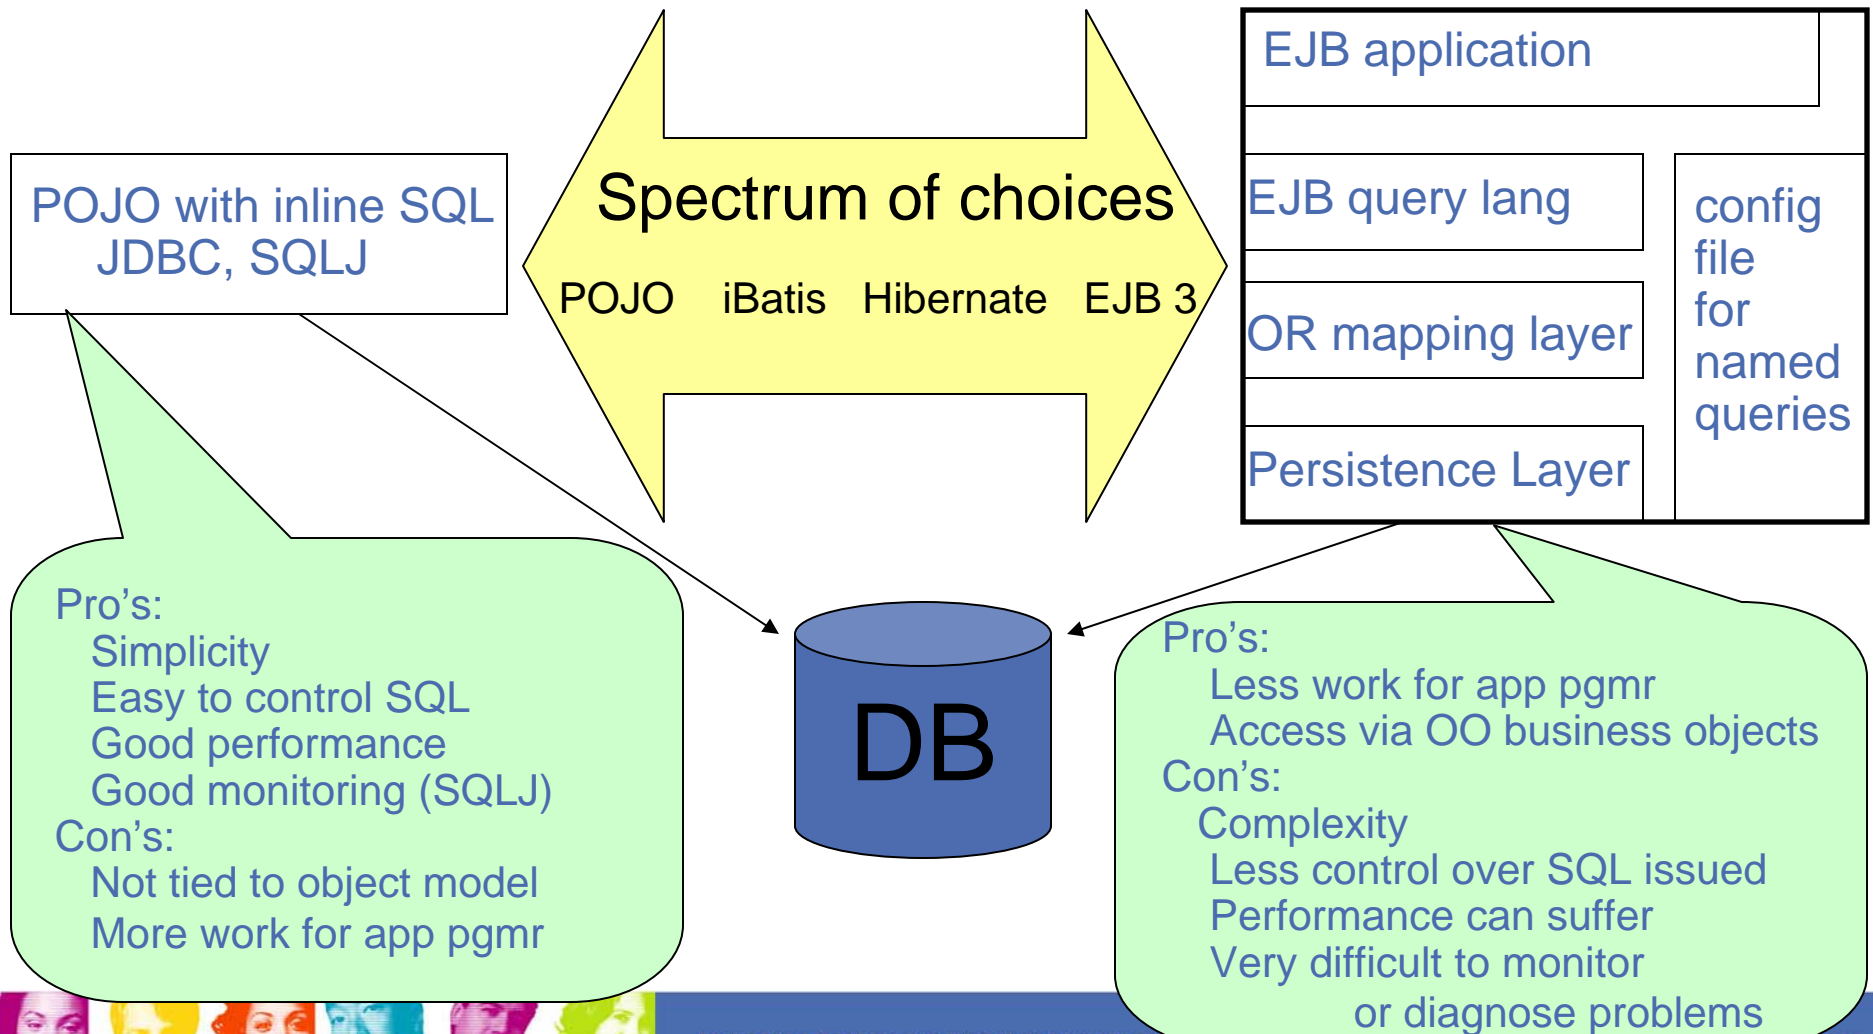 POJO with inline SQL
JDBC, SQLJ
Spectrum of choices
POJO iBatis Hibernate EJB 3
EJB application
EJB query lang
OR mapping layer
Persistence Layer
config
file
for
named
queries
Pro’s:
Simplicity
Easy to control SQL
Good performance
Good monitoring (SQLJ)
Con’s:
Not tied to object model
More work for app pgmr
DB
Pro’s:
Less work for app pgmr
Access via OO business objects
Con’s:
Complexity
Less control over SQL issued
Performance can suffer
Very difficult to monitor
or diagnose problems